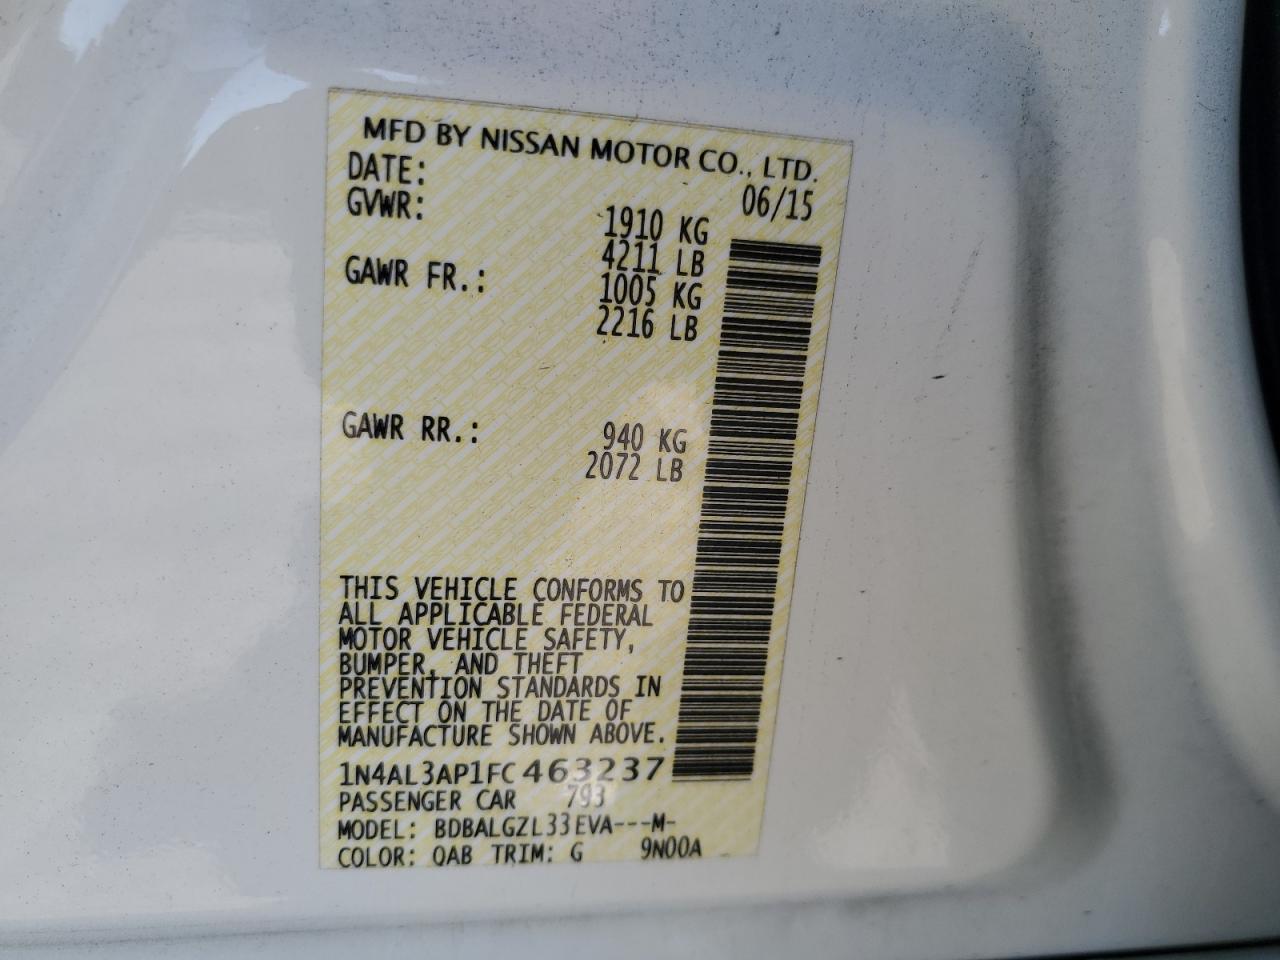 MFD BY NISSAN MOTOR CO., LTD.
DATE: 06/15
GVWR: 1910 KG
4211 LB
GAWR FR.: 1005 KG
2216 LB
GAWR RR.: 940 KG
2072 LB
THIS VEHICLE CONFORMS TO
ALL APPLICABLE FEDERAL
MOTOR VEHICLE SAFETY,
BUMPER, AND THEFT
PREVENTION STANDARDS IN
EFFECT ON THE DATE OF
MANUFACTURE SHOWN ABOVE.
1N4AL3AP1FC463237
PASSENGER CAR 793
MODEL: BDBALGZL33EVA---M-
COLOR: QAB TRIM: G 9N00A